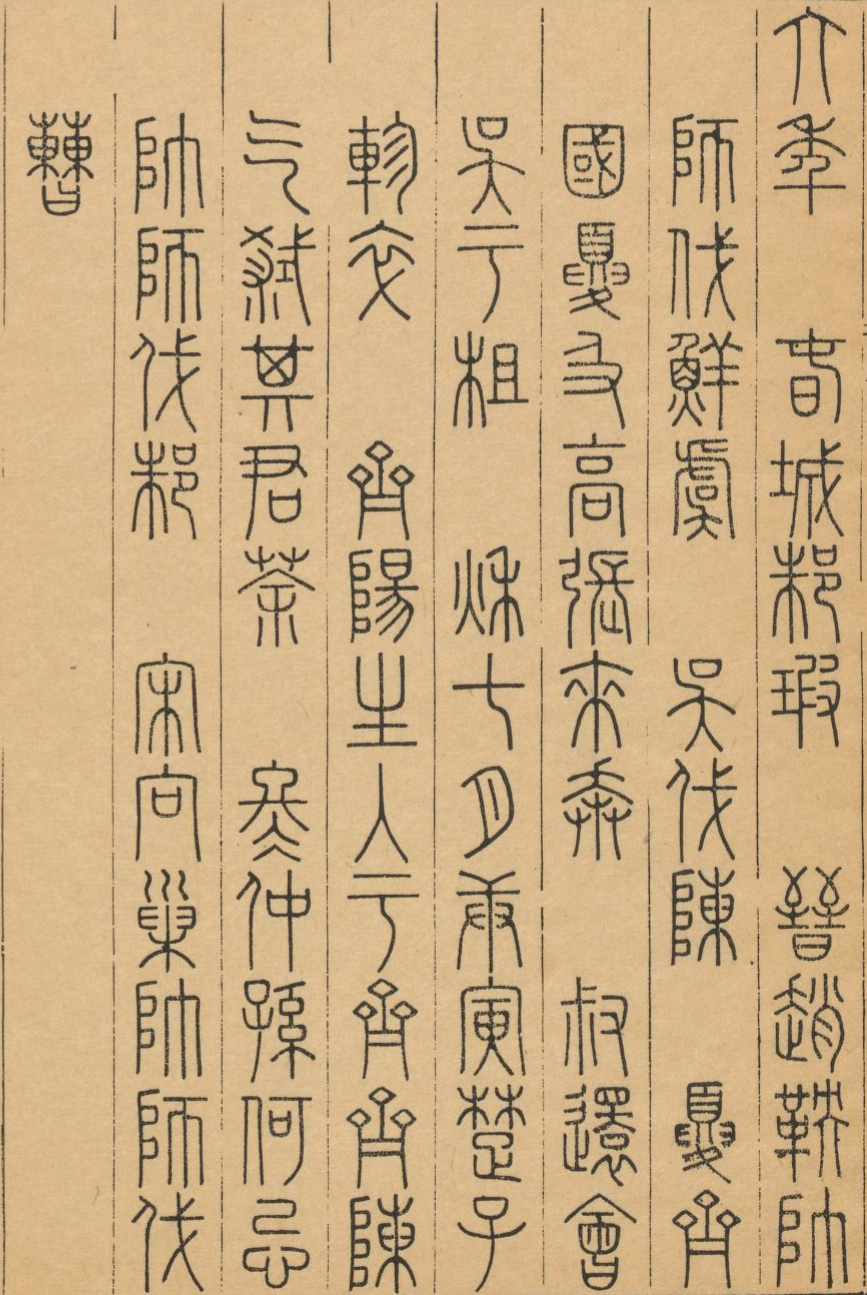 六年　春城邾瑕　晉趙鞅帥
師伐鮮虞　吳伐陳　夏齊
國夏及高張來奔　叔還會
吳于柤　秋七月庚寅楚子
軫卒　齊陽生入于齊齊陳
乞弒其君荼　冬仲孫何忌
帥師伐邾　宋向巢帥師伐
曹